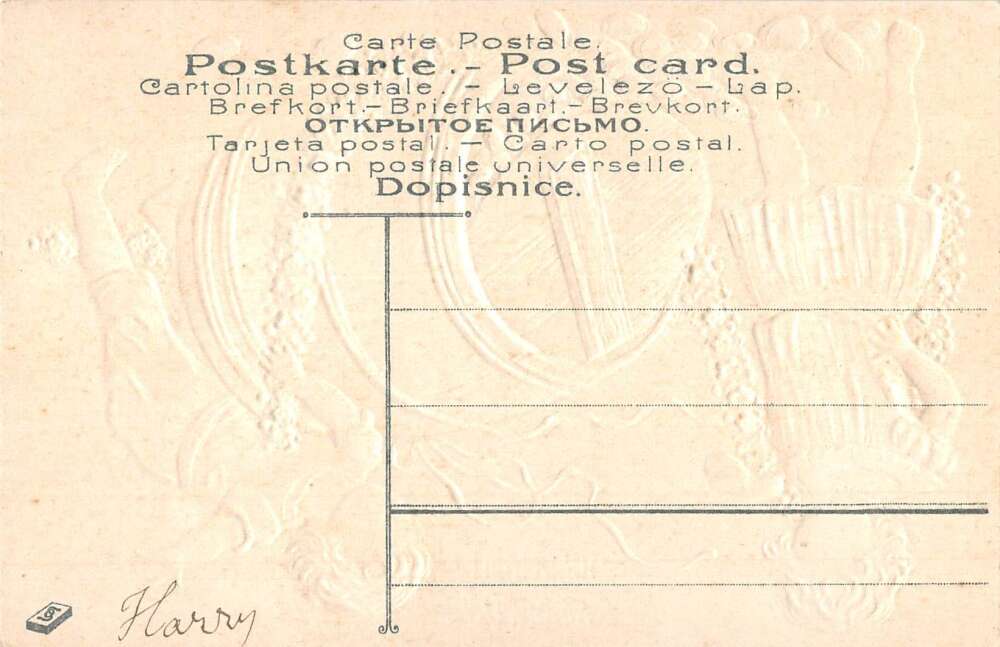 Carte Postale.
Postkarte.- Post card.
Cartolina postale. - Levelezö - Lap.
Brefkort.- Briefkaart.- Brevkort.
ОТКРЫТОЕ ПИСЬМО.
Tarjeta postal. - Carto postal.
Union postale universelle.
Dopisnice.
Harry